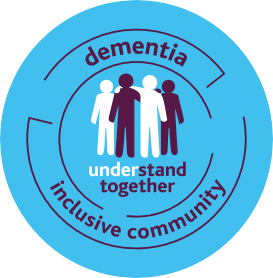 dementia
understand
together
inclusive community